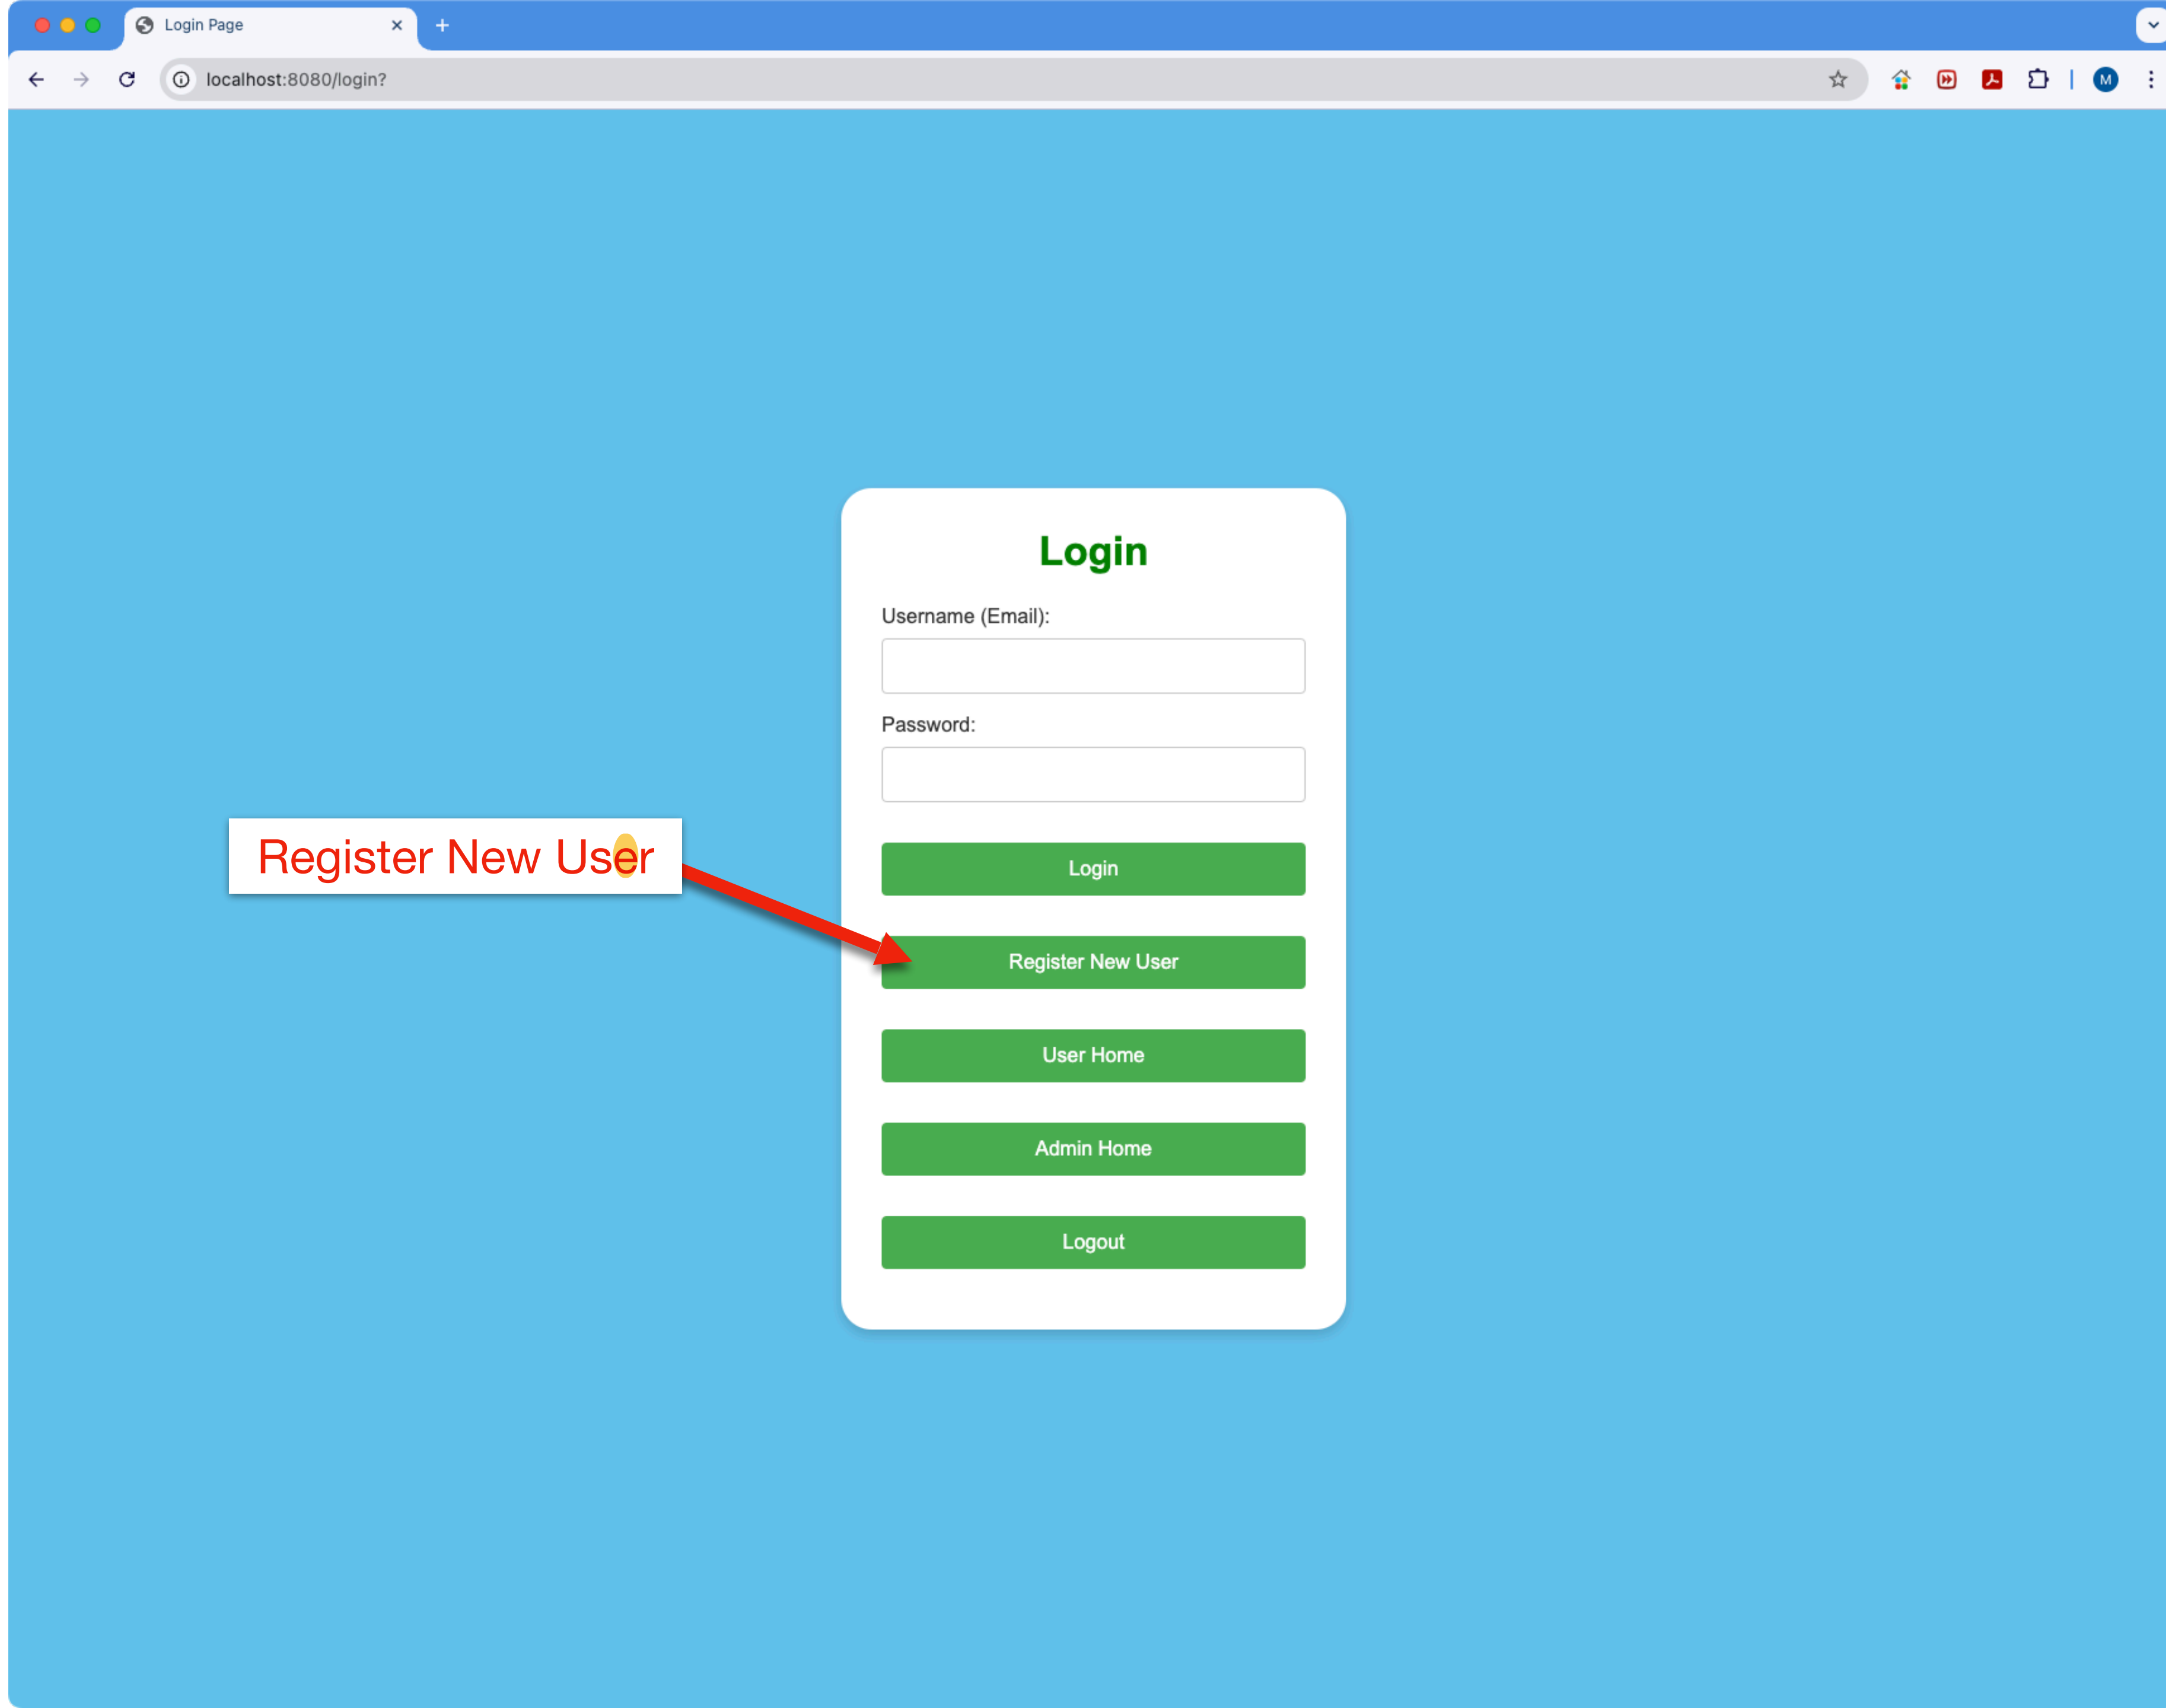 Login Page
localhost:8080/login?
M
Login
Username (Email):
Password:
Register New User
Login
Register New User
User Home
Admin Home
Logout